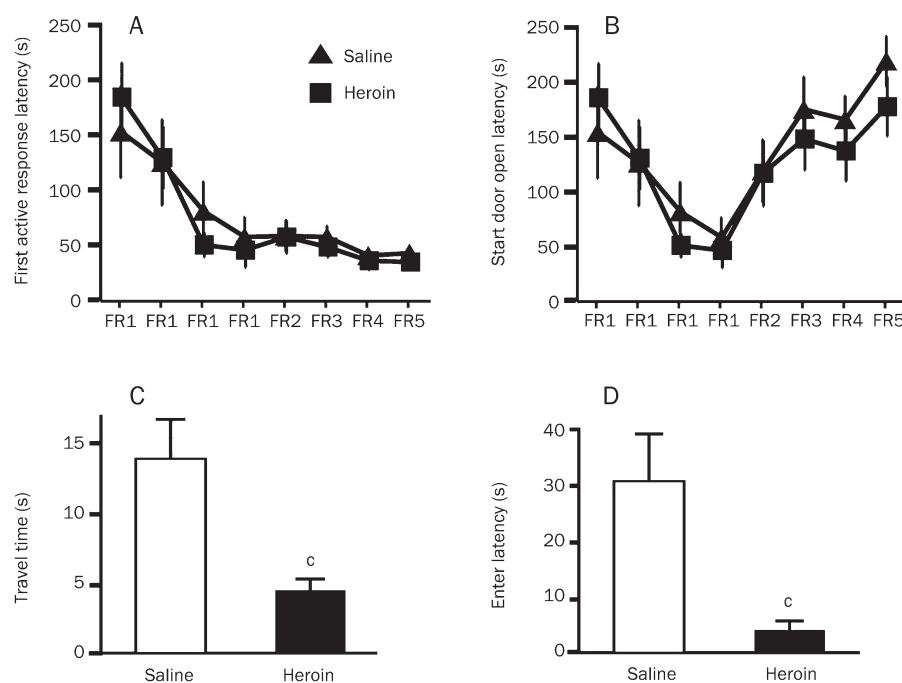 A
First active response latency (s)
250
200
150
100
50
0
Saline
Heroin
FR1 FR1 FR1 FR1 FR2 FR3 FR4 FR5
B
Start door open latency (s)
250
200
150
100
50
0
FR1 FR1 FR1 FR1 FR2 FR3 FR4 FR5
C
Travel time (s)
15
10
5
0
c
Saline Heroin
D
Enter latency (s)
40
30
20
10
0
c
Saline Heroin